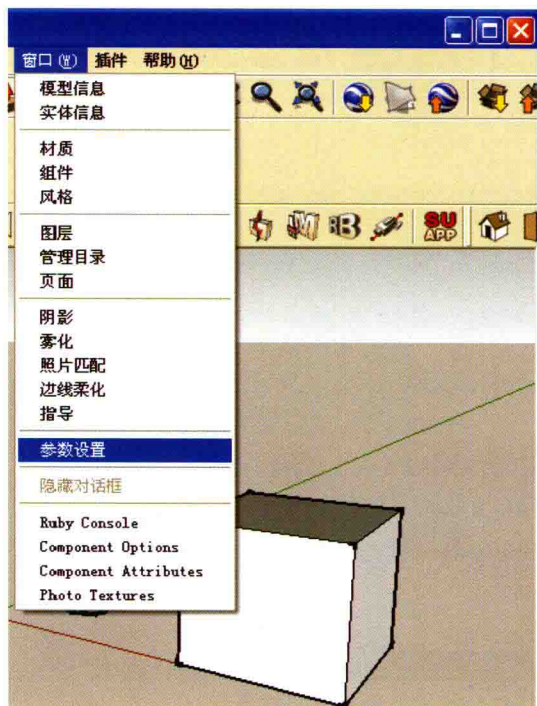 窗口(W) 插件 帮助(H)
模型信息
实体信息
材质
组件
风格
图层
管理目录
页面
阴影
雾化
照片匹配
边线柔化
指导
参数设置
隐藏对话框
Ruby Console
Component Options
Component Attributes
Photo Textures
SU
APP